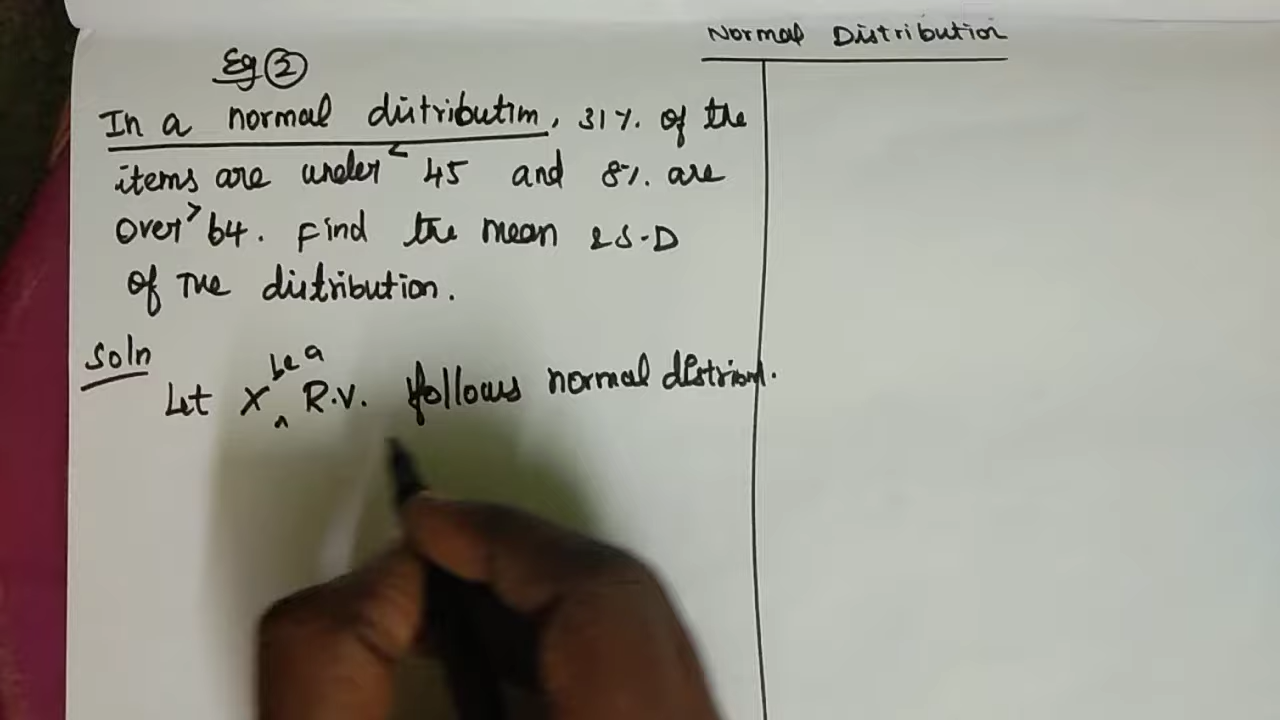 Normal Distribution
Eg ②
In a normal distribution, 31%. of the
items are under < 45 and 8%. are
over > 64. Find the mean & S.D
of the distribution.
Soln
Let X be a R.V. follows normal distribn.